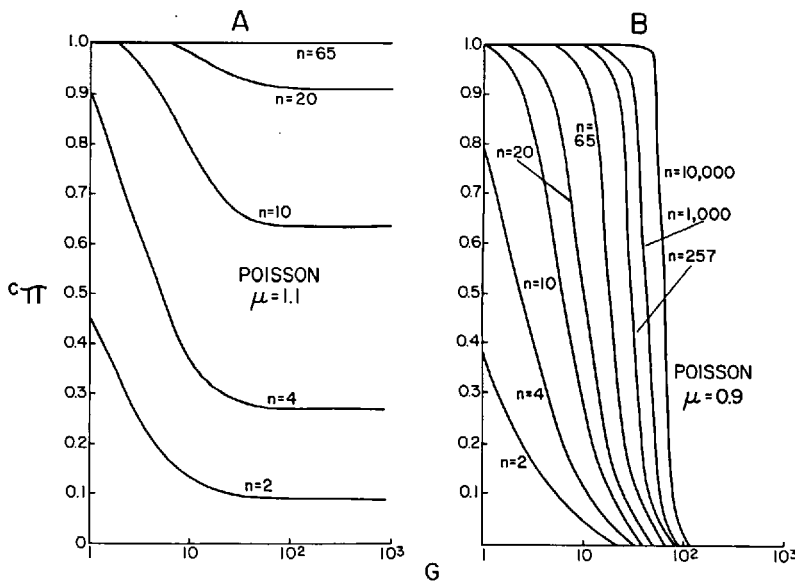 A
1.0
0.9
0.8
0.7
0.6
0.5
0.4
0.3
0.2
0.1
1
10
10²
10³
cπ
n=65
n=20
n=10
POISSON
μ=1.1
n=4
n=2
B
1.0
0.9
0.8
0.7
0.6
0.5
0.4
0.3
0.2
0.1
0
1
10
10²
10³
n=
65
n=20
n=10,000
n=1,000
n=257
n=10
POISSON
μ=0.9
n=4
n=2
G